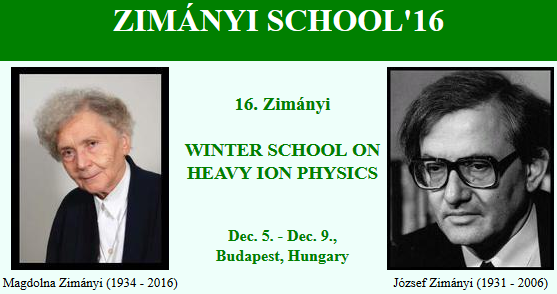 ZIMÁNYI SCHOOL'16
16. Zimányi
WINTER SCHOOL ON
HEAVY ION PHYSICS
Dec. 5. - Dec. 9.,
Budapest, Hungary
Magdolna Zimányi (1934 - 2016)
József Zimányi (1931 - 2006)